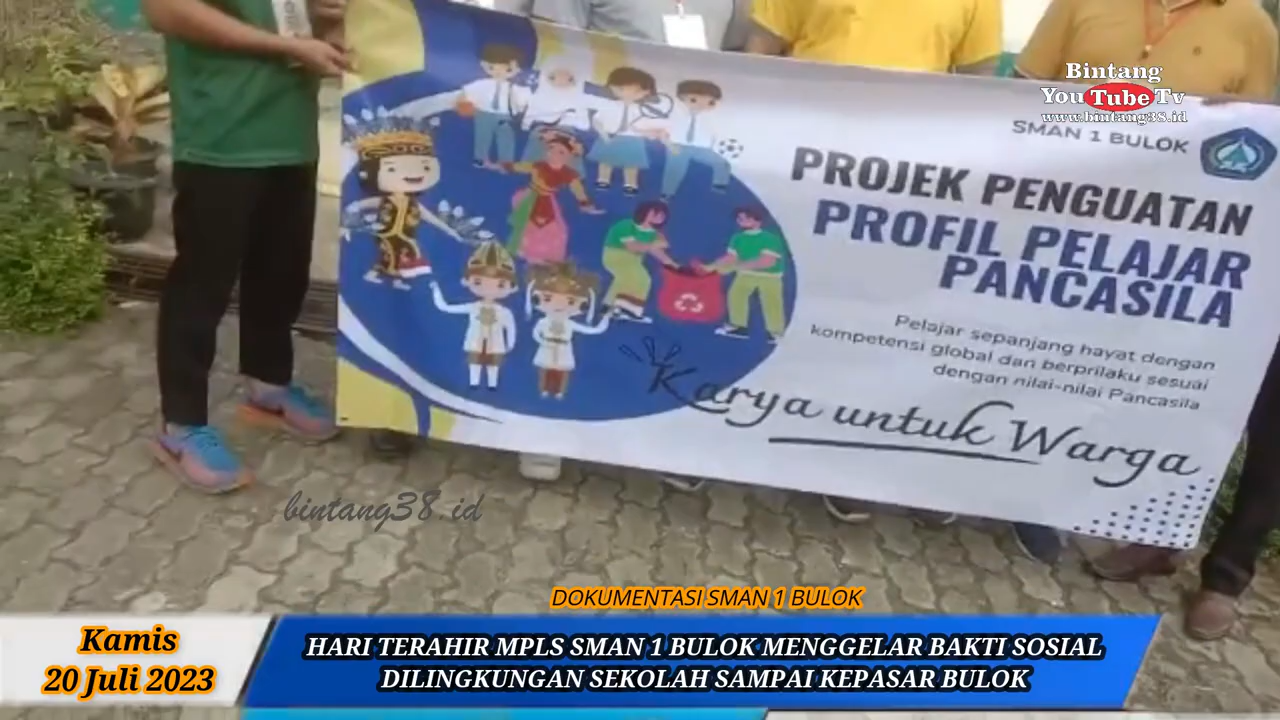 Bintang
YouTube Tv
www.bintang38.id
SMAN 1 BULOK
PROJEK PENGUATAN
PROFIL PELAJAR
PANCASILA
Pelajar sepanjang hayat dengan
kompetensi global dan berprilaku sesuai
dengan nilai-nilai Pancasila
Karya untuk Warga
bintang38.id
DOKUMENTASI SMAN 1 BULOK
Kamis
20 Juli 2023
HARI TERAHIR MPLS SMAN 1 BULOK MENGGELAR BAKTI SOSIAL
DILINGKUNGAN SEKOLAH SAMPAI KEPASAR BULOK